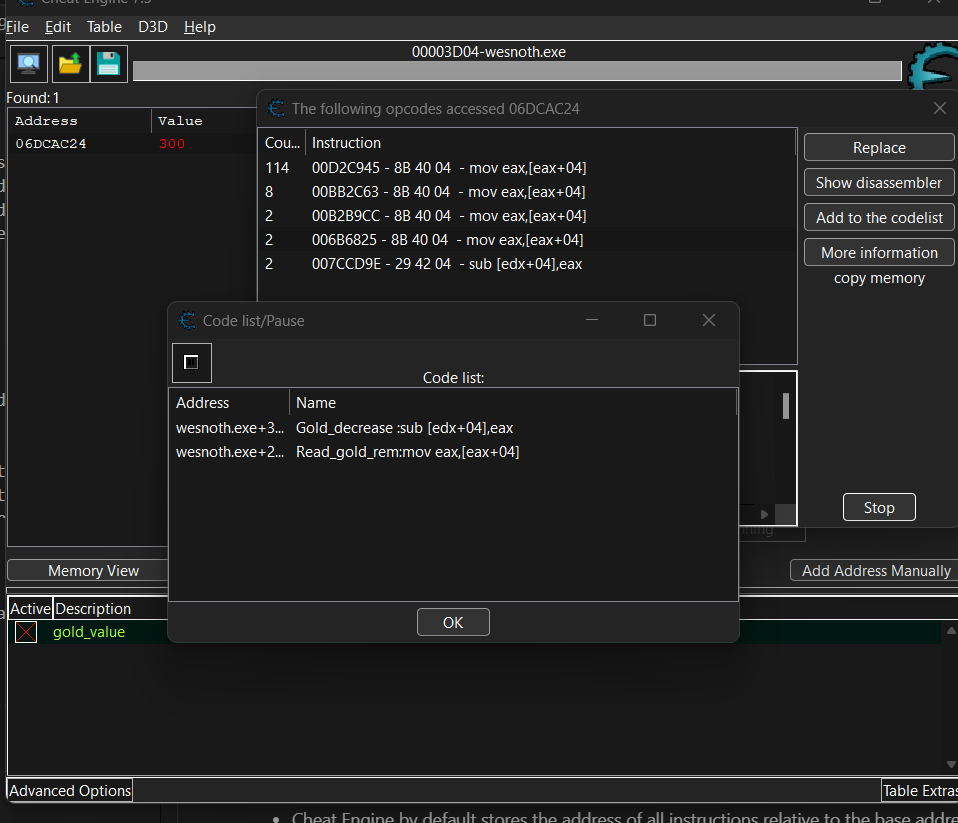 Cheat Engine 7.5
File Edit Table D3D Help
00003D04-wesnoth.exe
Found: 1
Address Value
06DCAC24 300
The following opcodes accessed 06DCAC24
Cou... Instruction
114 00D2C945 - 8B 40 04 - mov eax,[eax+04]
8 00BB2C63 - 8B 40 04 - mov eax,[eax+04]
2 00B2B9CC - 8B 40 04 - mov eax,[eax+04]
2 006B6825 - 8B 40 04 - mov eax,[eax+04]
2 007CCD9E - 29 42 04 - sub [edx+04],eax
Replace
Show disassembler
Add to the codelist
More information
copy memory
Stop
Code list/Pause
Code list:
Address Name
wesnoth.exe+3... Gold_decrease :sub [edx+04],eax
wesnoth.exe+2... Read_gold_rem:mov eax,[eax+04]
OK
Memory View
Add Address Manually
Active Description
gold_value
Advanced Options
Table Extras
Cheat Engine by default stores the address of all instructions relative to the base